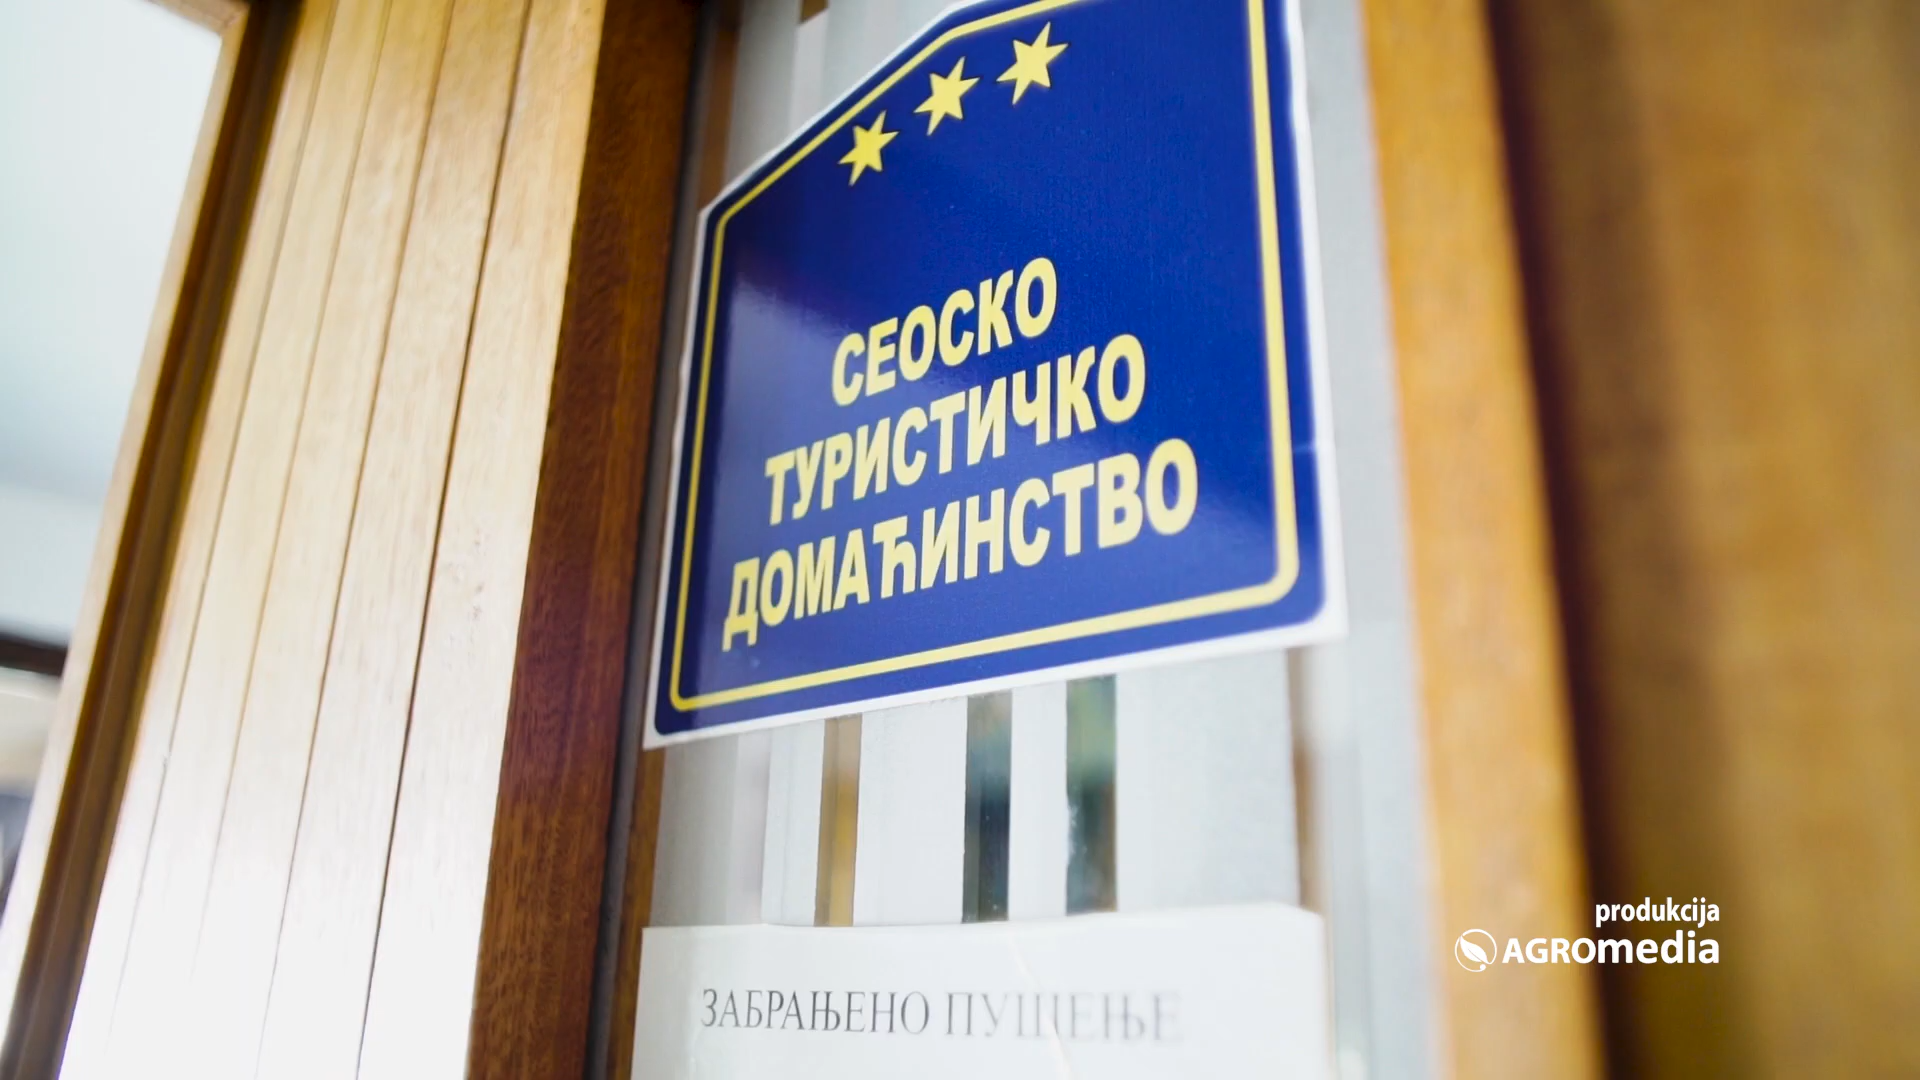 СЕОСКО
ТУРИСТИЧКО
ДОМАЋИНСТВО
ЗАБРАЊЕНО ПУШЕЊЕ
produkcija
AGROmedia